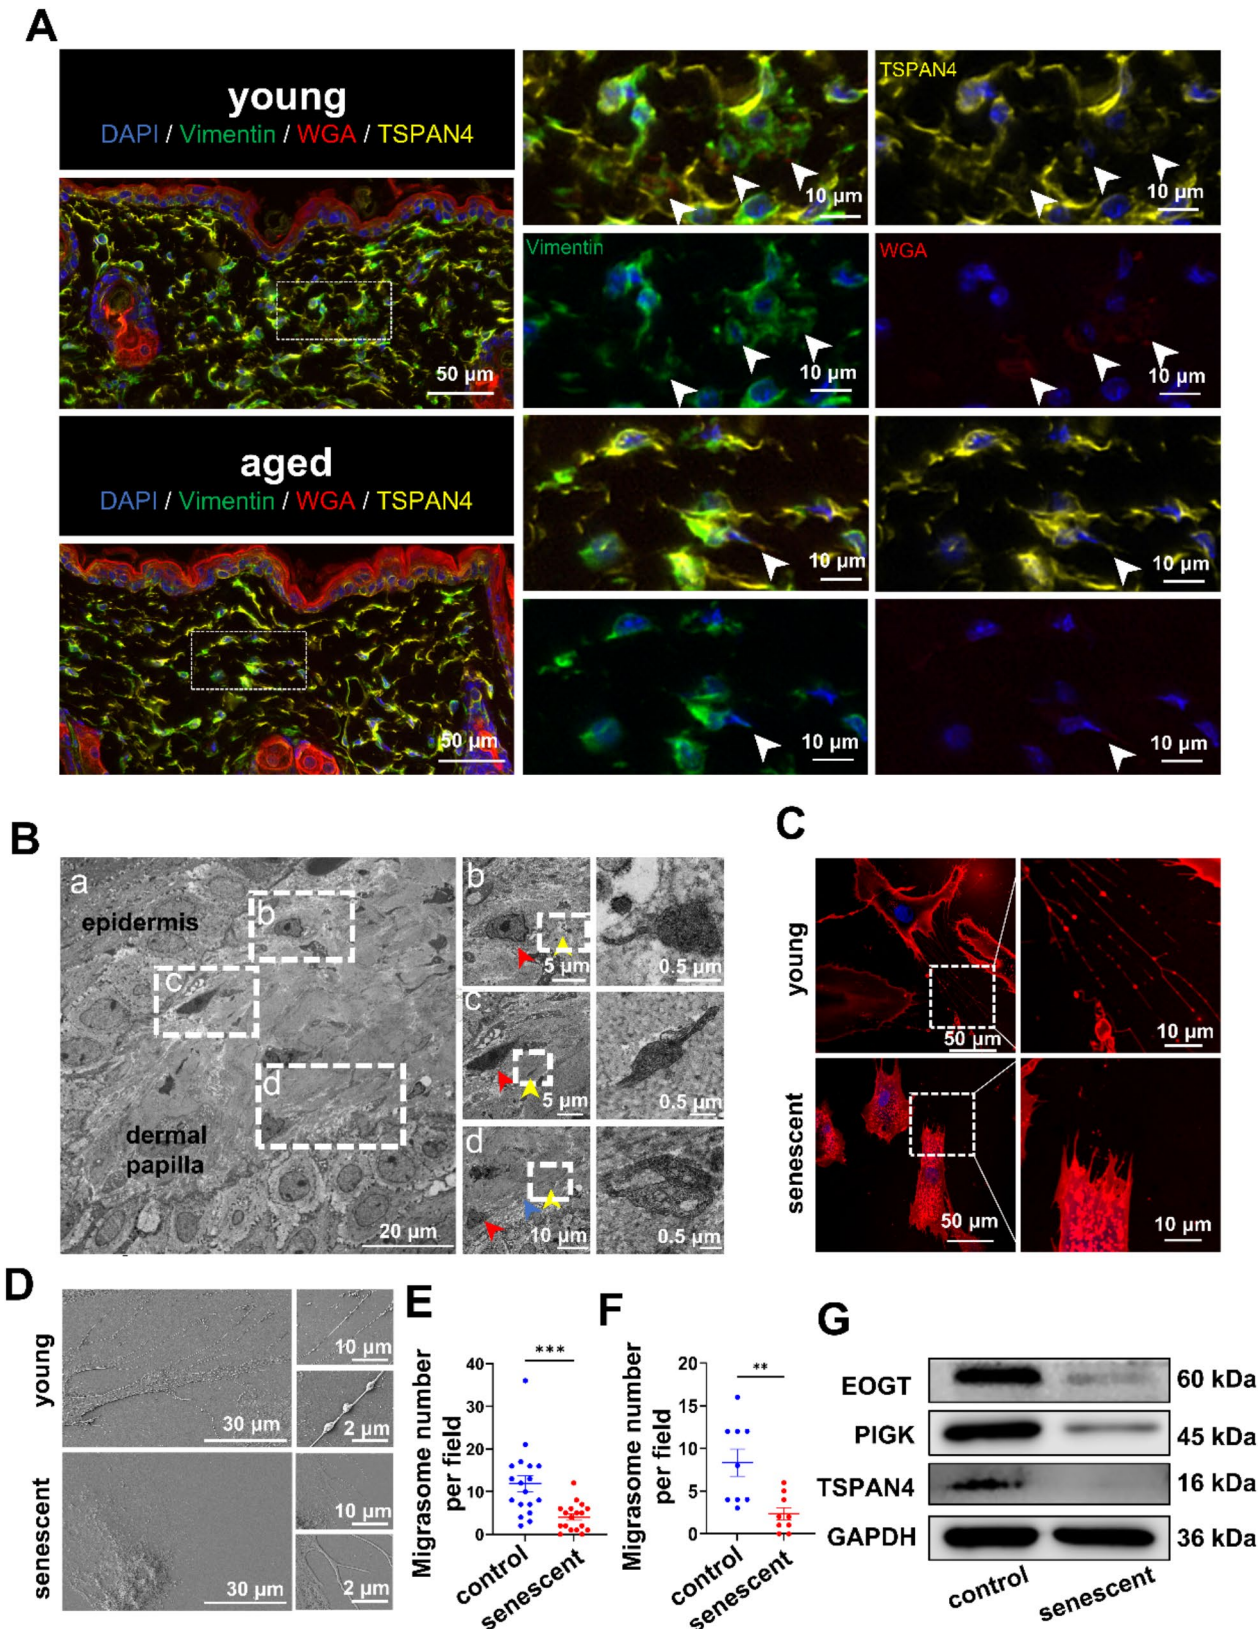 A
young
DAPI / Vimentin / WGA / TSPAN4
50 μm
10 μm
TSPAN4
10 μm
Vimentin
10 μm
WGA
10 μm
aged
DAPI / Vimentin / WGA / TSPAN4
50 μm
10 μm
10 μm
10 μm
10 μm
B
a
epidermis
b
c
d
dermal
papilla
20 μm
b
5 μm
0.5 μm
c
5 μm
0.5 μm
d
10 μm
0.5 μm
C
young
50 μm
10 μm
senescent
50 μm
10 μm
D
young
30 μm
10 μm
2 μm
senescent
30 μm
10 μm
2 μm
E
Migrasome number
per field
40
30
20
10
0
***
control
senescent
F
Migrasome number
per field
20
15
10
5
0
**
control
senescent
G
EOGT
60 kDa
PIGK
45 kDa
TSPAN4
16 kDa
GAPDH
36 kDa
control
senescent